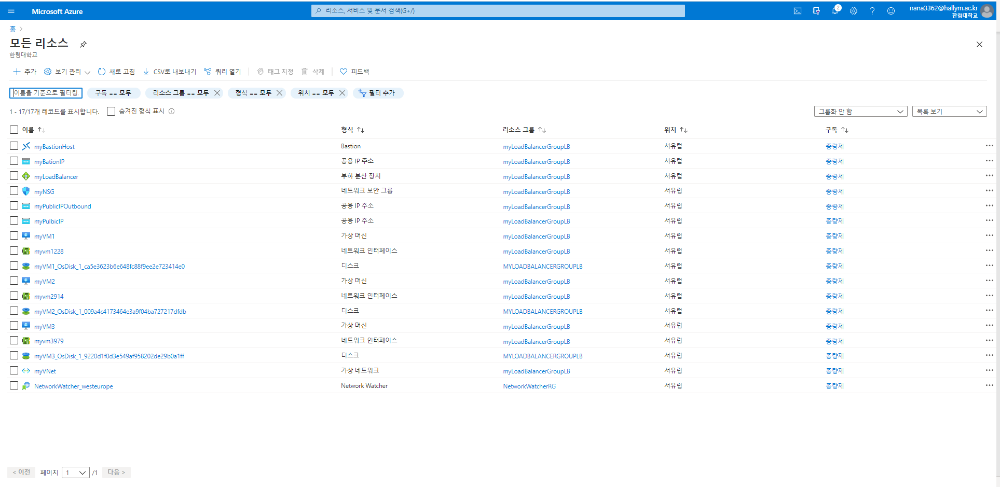 Microsoft Azure
리소스, 서비스 및 문서 검색(G+/)
2
nana3362@hallym.ac.kr
한림대학교
홈 >
모든 리소스
한림대학교
추가 보기 관리 새로 고침 CSV로 내보내기 쿼리 열기 태그 지정 삭제 피드백
이름을 기준으로 필터링. 구독 == 모두 리소스 그룹 == 모두 형식 == 모두 위치 == 모두 필터 추가
1 - 17/17개 레코드를 표시합니다. 숨겨진 형식 표시 그룹화 안 함 목록 보기
이름 ↑↓ 형식 ↑↓ 리소스 그룹 ↑↓ 위치 ↑↓ 구독 ↑↓
myBastionHost Bastion myLoadBalancerGroupLB 서유럽 종량제 ...
myBationIP 공용 IP 주소 myLoadBalancerGroupLB 서유럽 종량제 ...
myLoadBalancer 부하 분산 장치 myLoadBalancerGroupLB 서유럽 종량제 ...
myNSG 네트워크 보안 그룹 myLoadBalancerGroupLB 서유럽 종량제 ...
myPublicIPOutbound 공용 IP 주소 myLoadBalancerGroupLB 서유럽 종량제 ...
myPulbicIP 공용 IP 주소 myLoadBalancerGroupLB 서유럽 종량제 ...
myVM1 가상 머신 myLoadBalancerGroupLB 서유럽 종량제 ...
myvm1228 네트워크 인터페이스 myLoadBalancerGroupLB 서유럽 종량제 ...
myVM1_OsDisk_1_ca5e3623b6e648fc88f9ee2e723414e0 디스크 MYLOADBALANCERGROUPLB 서유럽 종량제 ...
myVM2 가상 머신 myLoadBalancerGroupLB 서유럽 종량제 ...
myvm2914 네트워크 인터페이스 myLoadBalancerGroupLB 서유럽 종량제 ...
myVM2_OsDisk_1_009a4c4173464e3a9f04ba727217dfdb 디스크 MYLOADBALANCERGROUPLB 서유럽 종량제 ...
myVM3 가상 머신 myLoadBalancerGroupLB 서유럽 종량제 ...
myvm3979 네트워크 인터페이스 myLoadBalancerGroupLB 서유럽 종량제 ...
myVM3_OsDisk_1_9220d1f0d3e549af958202de29b0a1ff 디스크 MYLOADBALANCERGROUPLB 서유럽 종량제 ...
myVNet 가상 네트워크 myLoadBalancerGroupLB 서유럽 종량제 ...
NetworkWatcher_westeurope Network Watcher NetworkWatcherRG 서유럽 종량제 ...
< 이전 페이지 1 /1 다음 >